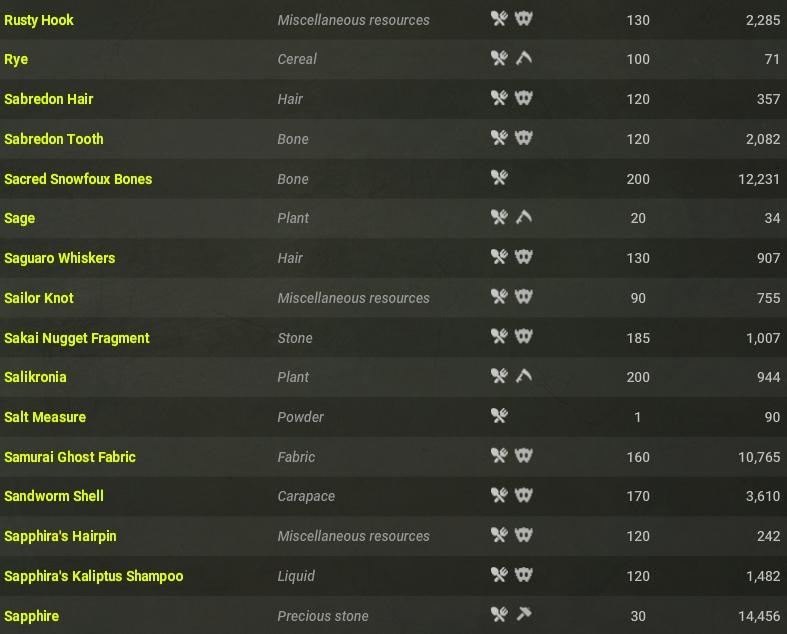 Rusty Hook Miscellaneous resources 130 2,285
Rye Cereal 100 71
Sabredon Hair Hair 120 357
Sabredon Tooth Bone 120 2,082
Sacred Snowfoux Bones Bone 200 12,231
Sage Plant 20 34
Saguaro Whiskers Hair 130 907
Sailor Knot Miscellaneous resources 90 755
Sakai Nugget Fragment Stone 185 1,007
Salikronia Plant 200 944
Salt Measure Powder 1 90
Samurai Ghost Fabric Fabric 160 10,765
Sandworm Shell Carapace 170 3,610
Sapphira's Hairpin Miscellaneous resources 120 242
Sapphira's Kaliptus Shampoo Liquid 120 1,482
Sapphire Precious stone 30 14,456